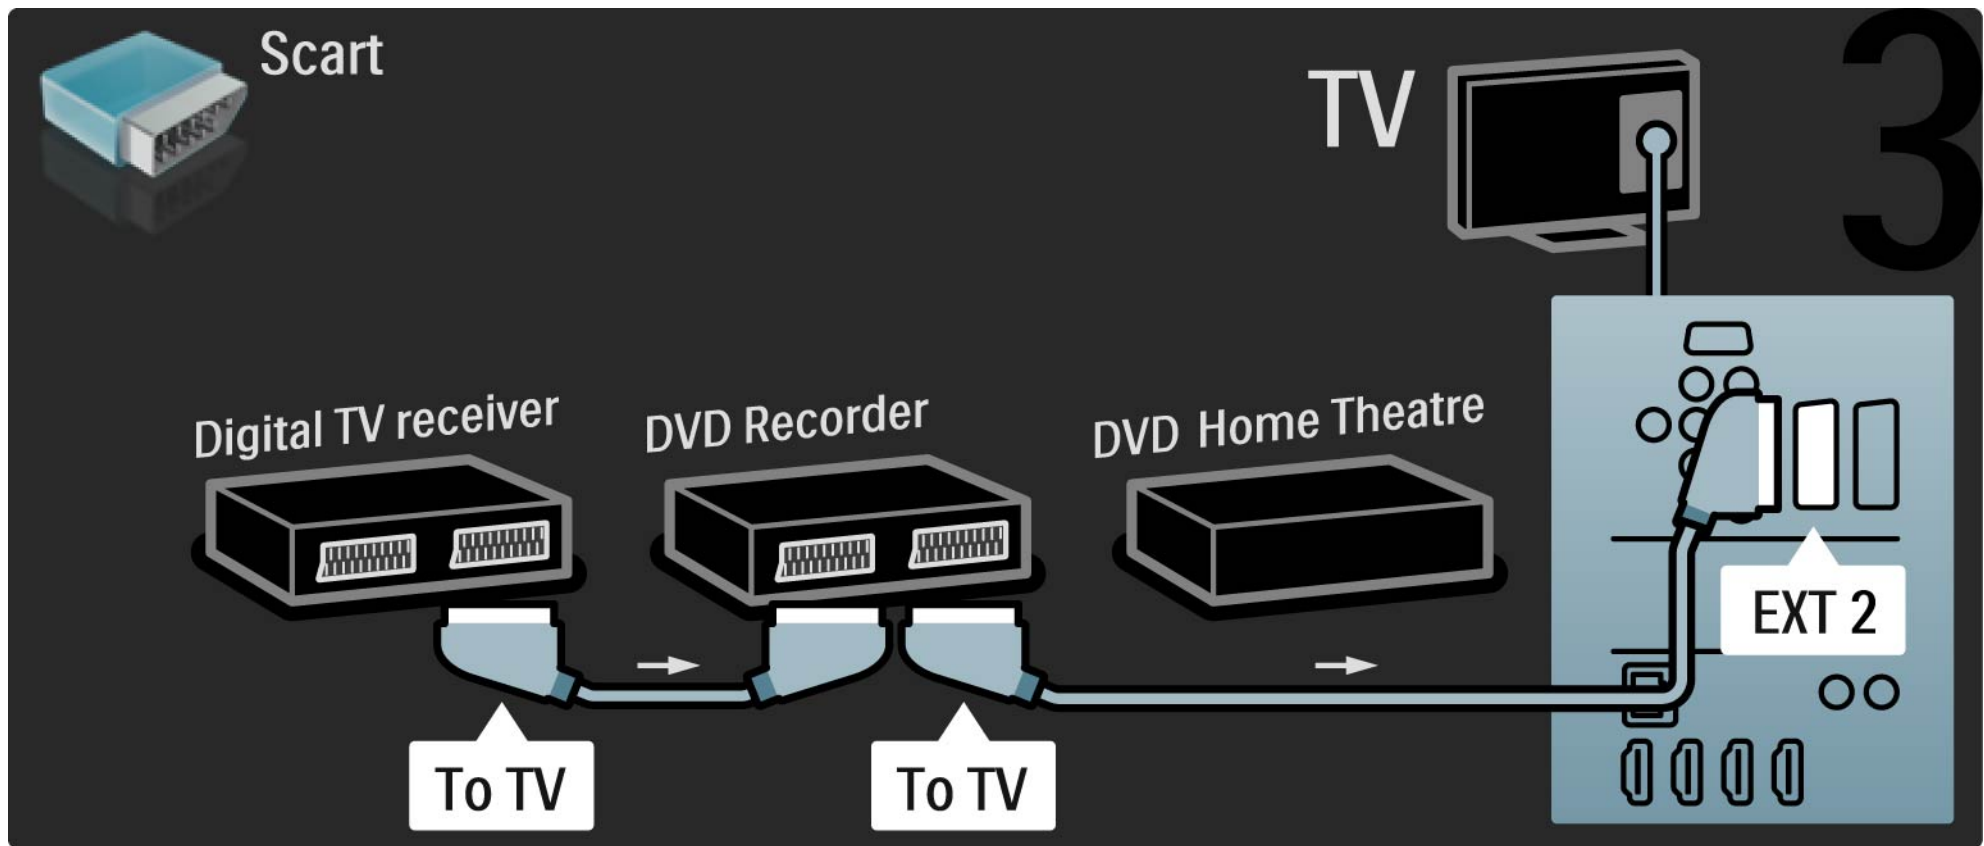 Scart
TV
3
Digital TV receiver
DVD Recorder
DVD Home Theatre
EXT 2
To TV
To TV